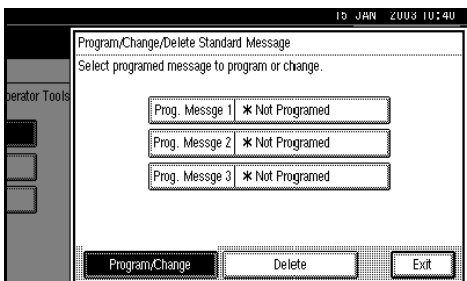 15 JAN 2003 10:40
Program/Change/Delete Standard Message
Select programed message to program or change.
perator Tools
Prog. Messge 1 ✱ Not Programed
Prog. Messge 2 ✱ Not Programed
Prog. Messge 3 ✱ Not Programed
Program/Change Delete Exit